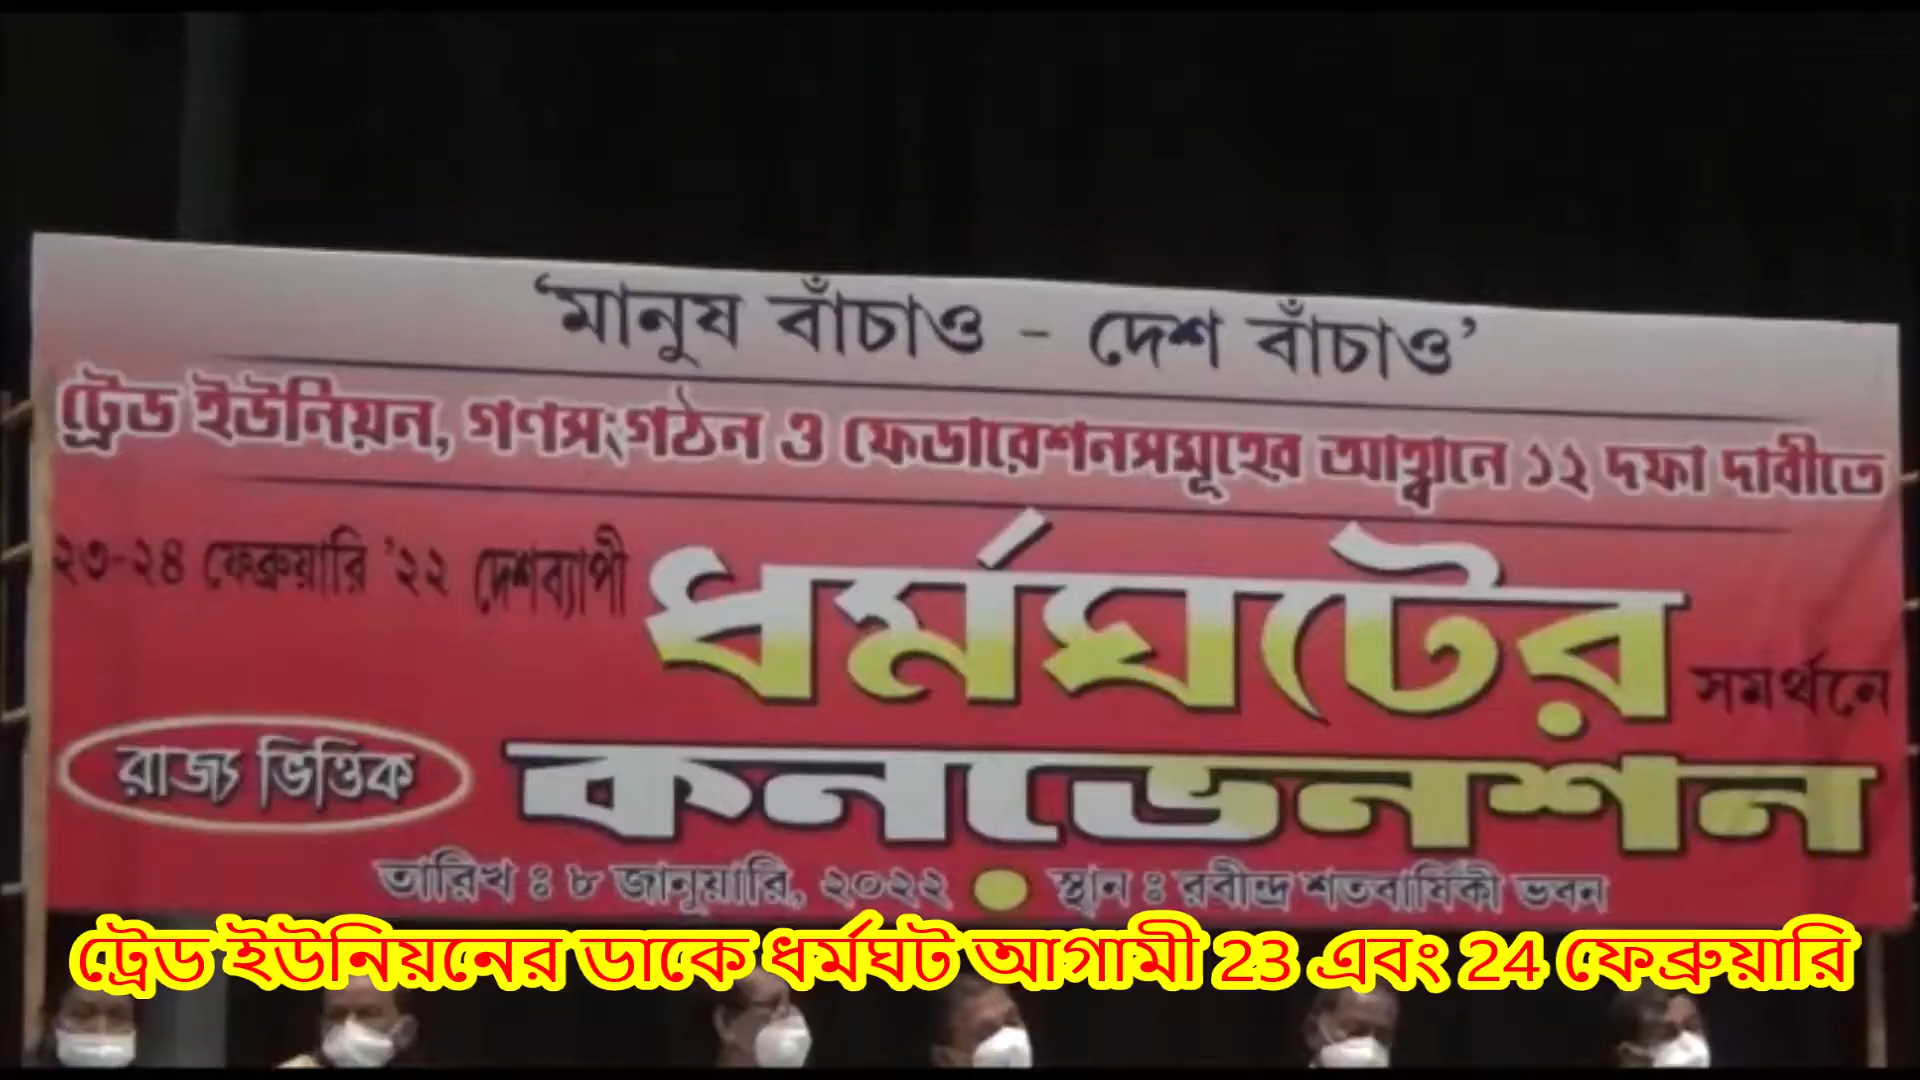 ‘মানুষ বাঁচাও - দেশ বাঁচাও’
ট্রেড ইউনিয়ন, গণসংগঠন ও ফেডারেশনসমূহের আহ্বানে ১২ দফা দাবীতে
২৩-২৪ ফেব্রুয়ারি ’২২ দেশব্যাপী ধর্মঘটের সমর্থনে
রাজ্য ভিত্তিক কনভেনশন
তারিখ ঃ ৮ জানুয়ারি, ২০২২ ● স্থান ঃ রবীন্দ্র শতবার্ষিকী ভবন
ট্রেড ইউনিয়নের ডাকে ধর্মঘট আগামী 23 এবং 24 ফেব্রুয়ারি